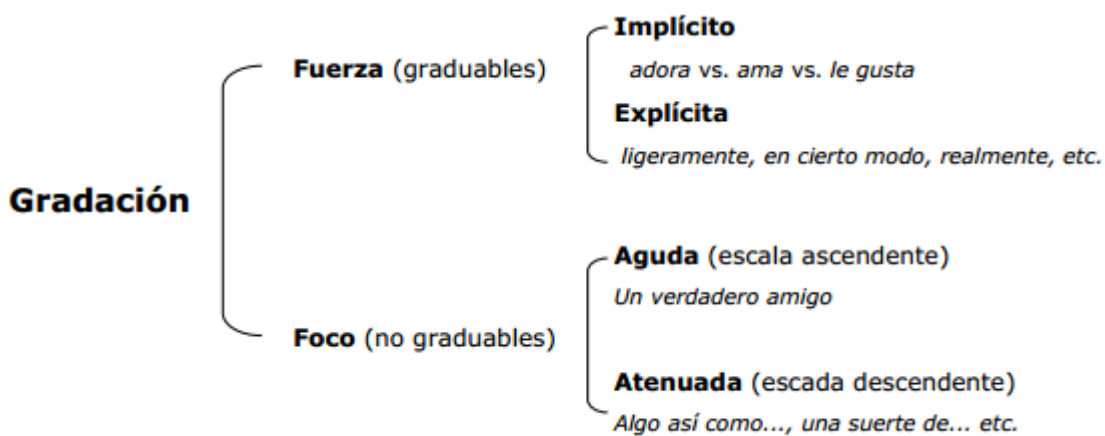 Implícito
Fuerza (graduables)
adora vs. ama vs. le gusta
Explícita
ligeramente, en cierto modo, realmente, etc.
Gradación
Aguda (escala ascendente)
Un verdadero amigo
Foco (no graduables)
Atenuada (escada descendente)
Algo así como..., una suerte de... etc.